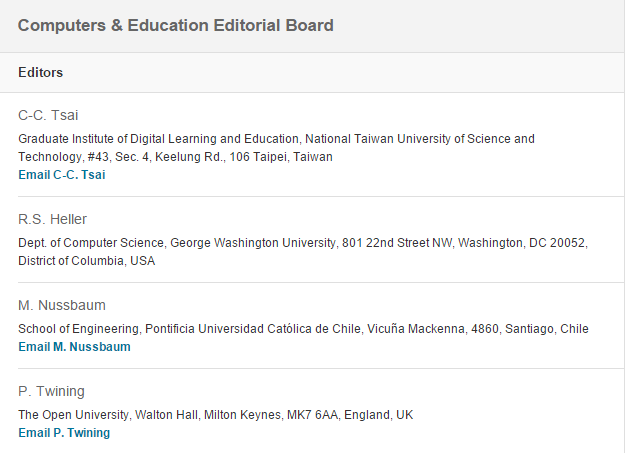 Computers & Education Editorial Board
Editors
C-C. Tsai
Graduate Institute of Digital Learning and Education, National Taiwan University of Science and
Technology, #43, Sec. 4, Keelung Rd., 106 Taipei, Taiwan
Email C-C. Tsai
R.S. Heller
Dept. of Computer Science, George Washington University, 801 22nd Street NW, Washington, DC 20052,
District of Columbia, USA
M. Nussbaum
School of Engineering, Pontificia Universidad Católica de Chile, Vicuña Mackenna, 4860, Santiago, Chile
Email M. Nussbaum
P. Twining
The Open University, Walton Hall, Milton Keynes, MK7 6AA, England, UK
Email P. Twining